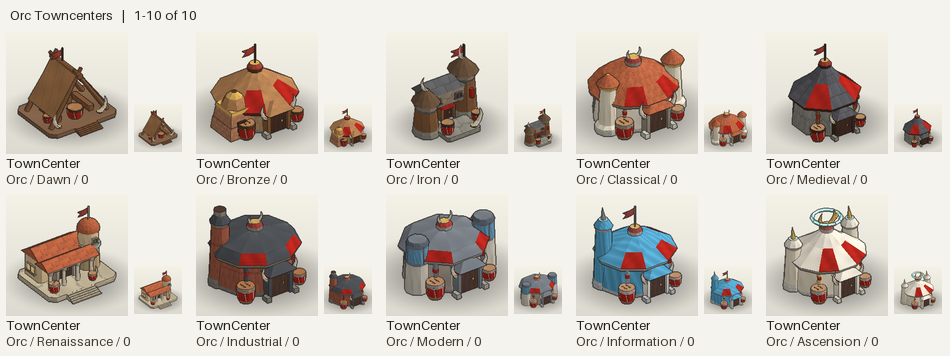 Orc Towncenters | 1-10 of 10
TownCenter
Orc / Dawn / 0
TownCenter
Orc / Bronze / 0
TownCenter
Orc / Iron / 0
TownCenter
Orc / Classical / 0
TownCenter
Orc / Medieval / 0
TownCenter
Orc / Renaissance / 0
TownCenter
Orc / Industrial / 0
TownCenter
Orc / Modern / 0
TownCenter
Orc / Information / 0
TownCenter
Orc / Ascension / 0